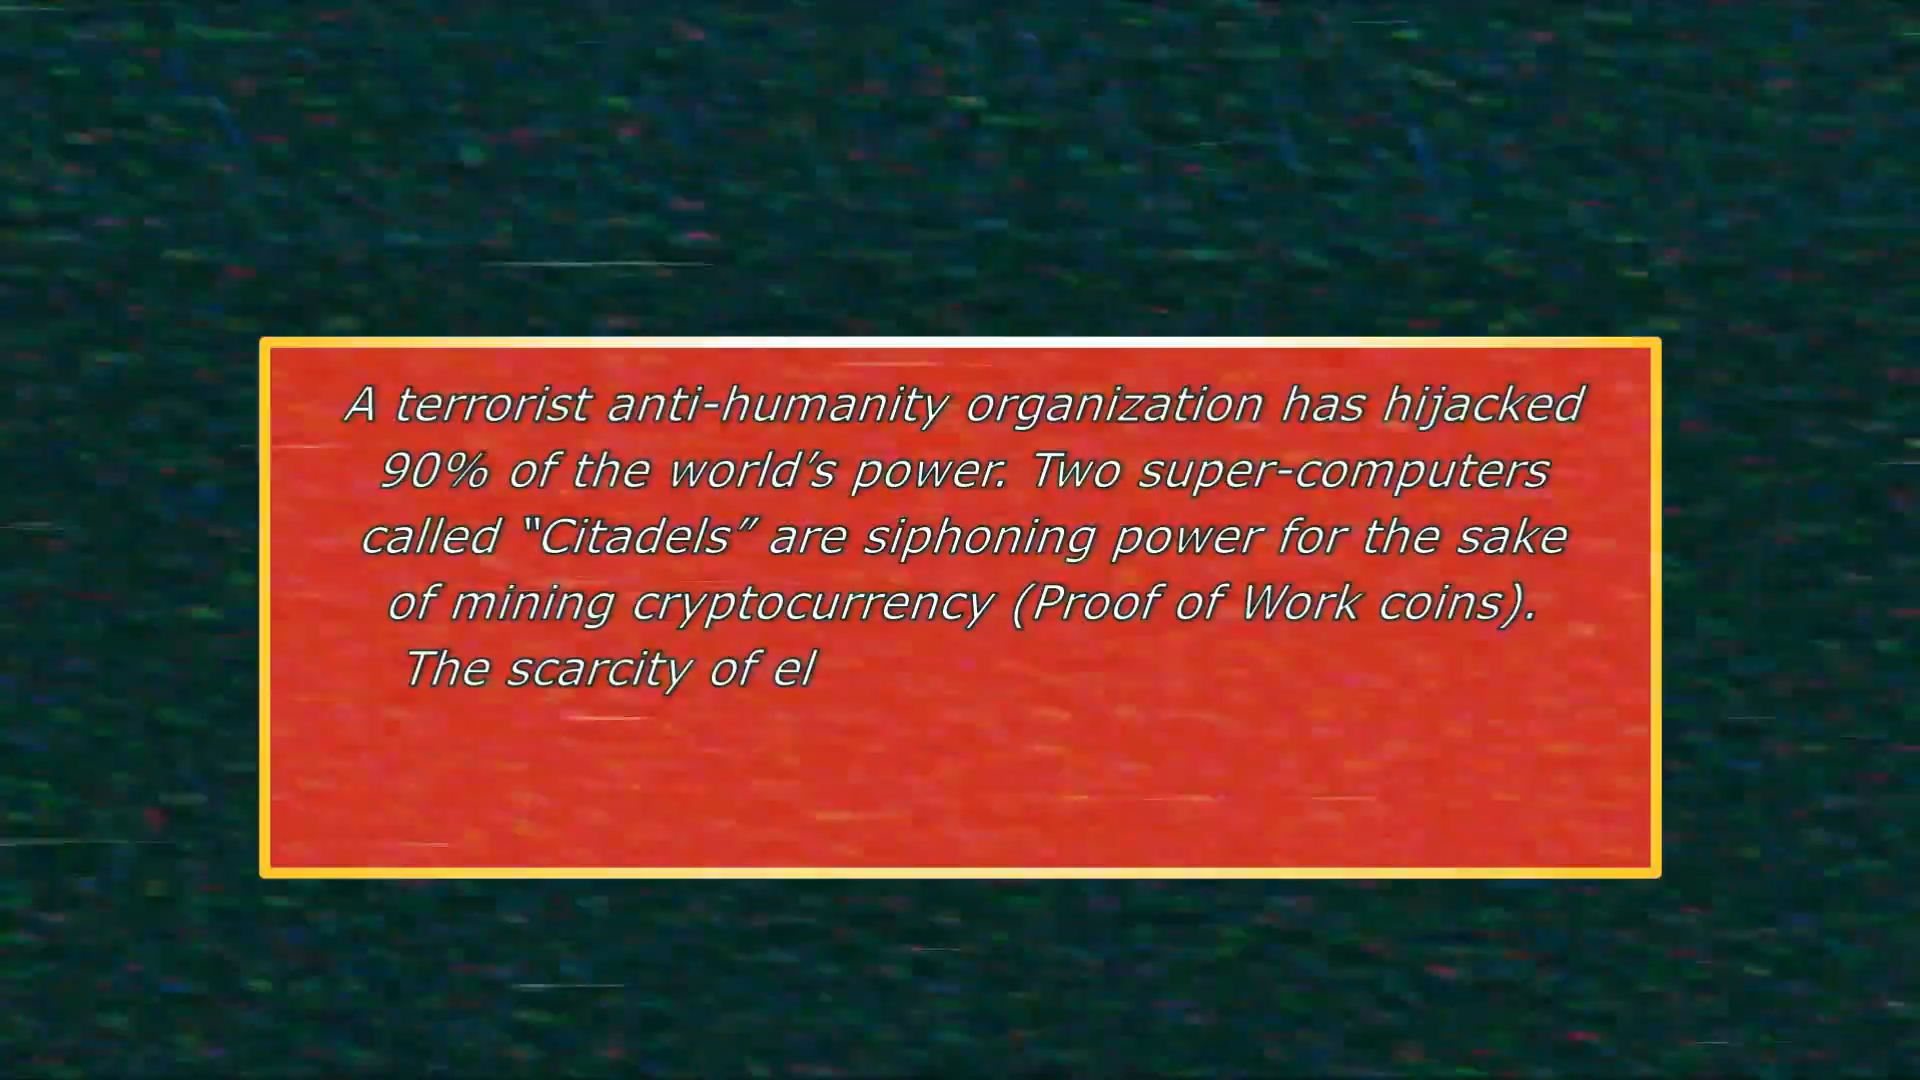 A terrorist anti-humanity organization has hijacked
90% of the world’s power. Two super-computers
called “Citadels” are siphoning power for the sake
of mining cryptocurrency (Proof of Work coins).
The scarcity of el